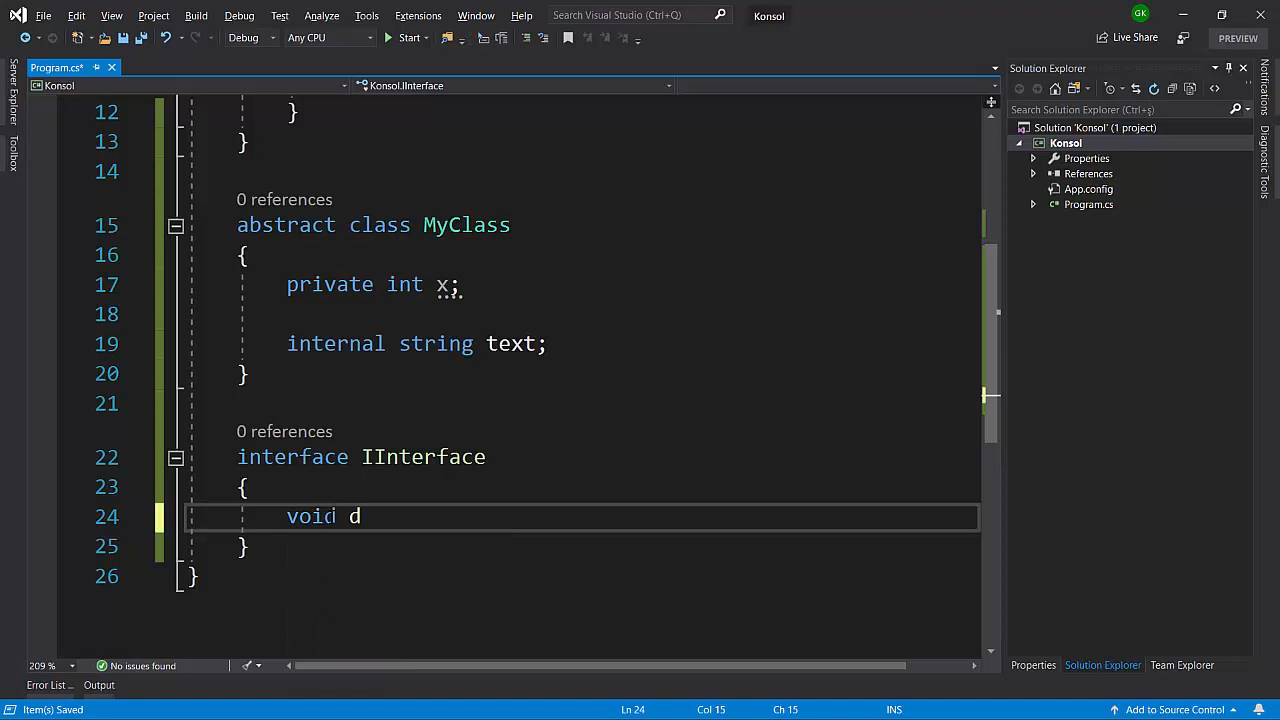 File Edit View Project Build Debug Test Analyze Tools Extensions Window Help Search Visual Studio (Ctrl+Q) Konsol GK
Debug Any CPU Start Live Share PREVIEW
Program.cs*
Konsol Konsol.IInterface
Server Explorer
Toolbox
12 }
13 }
14
0 references
15 abstract class MyClass
16 {
17 private int x;
18
19 internal string text;
20 }
21
0 references
22 interface IInterface
23 {
24 void d
25 }
26 }
209 % No issues found
Solution Explorer
Search Solution Explorer (Ctrl+ş)
Solution 'Konsol' (1 project)
Konsol
Properties
References
App.config
Program.cs
Properties Solution Explorer Team Explorer
Notifications
Diagnostic Tools
Error List ... Output
Item(s) Saved Ln 24 Col 15 Ch 15 INS Add to Source Control